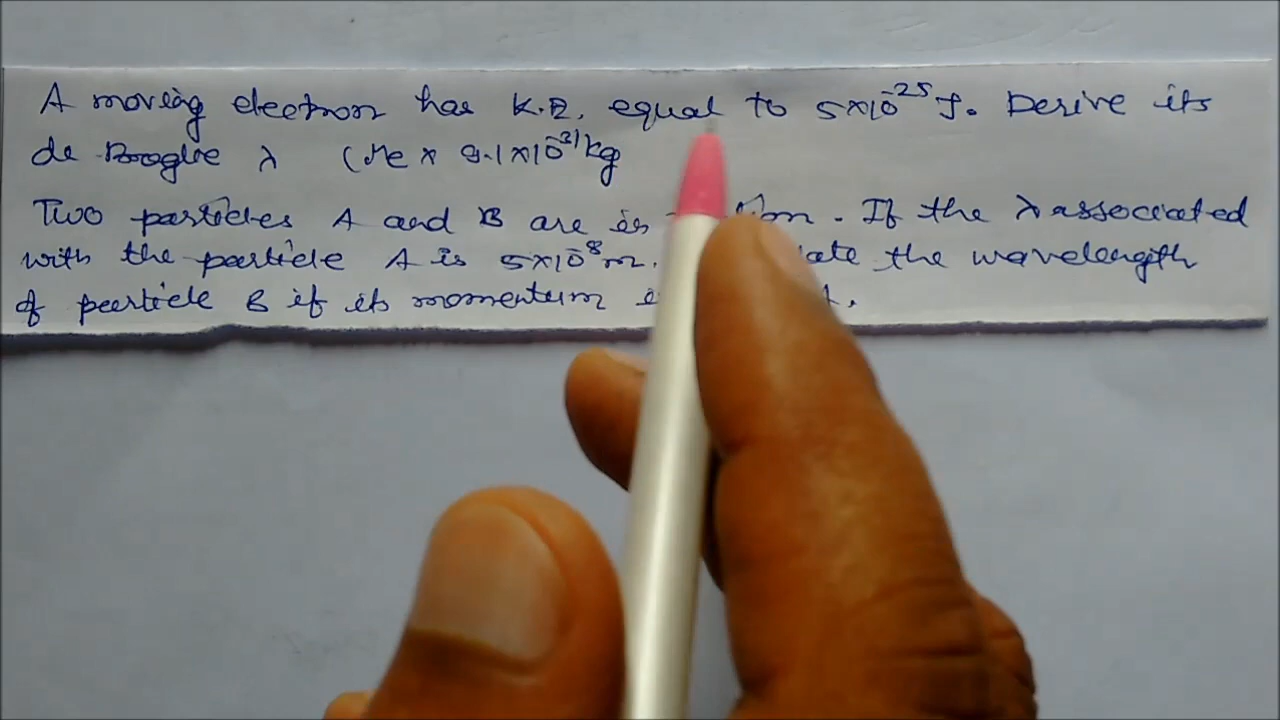 A moving electron has K.E. equal to 5×10⁻²⁵ J. Derive its
de Broglie λ (Me × 9.1×10⁻³¹ kg
Two particles A and B are in . If the λ associated
with the particle A is 5×10⁻⁸ m. the wavelength
of particle B if its momentum